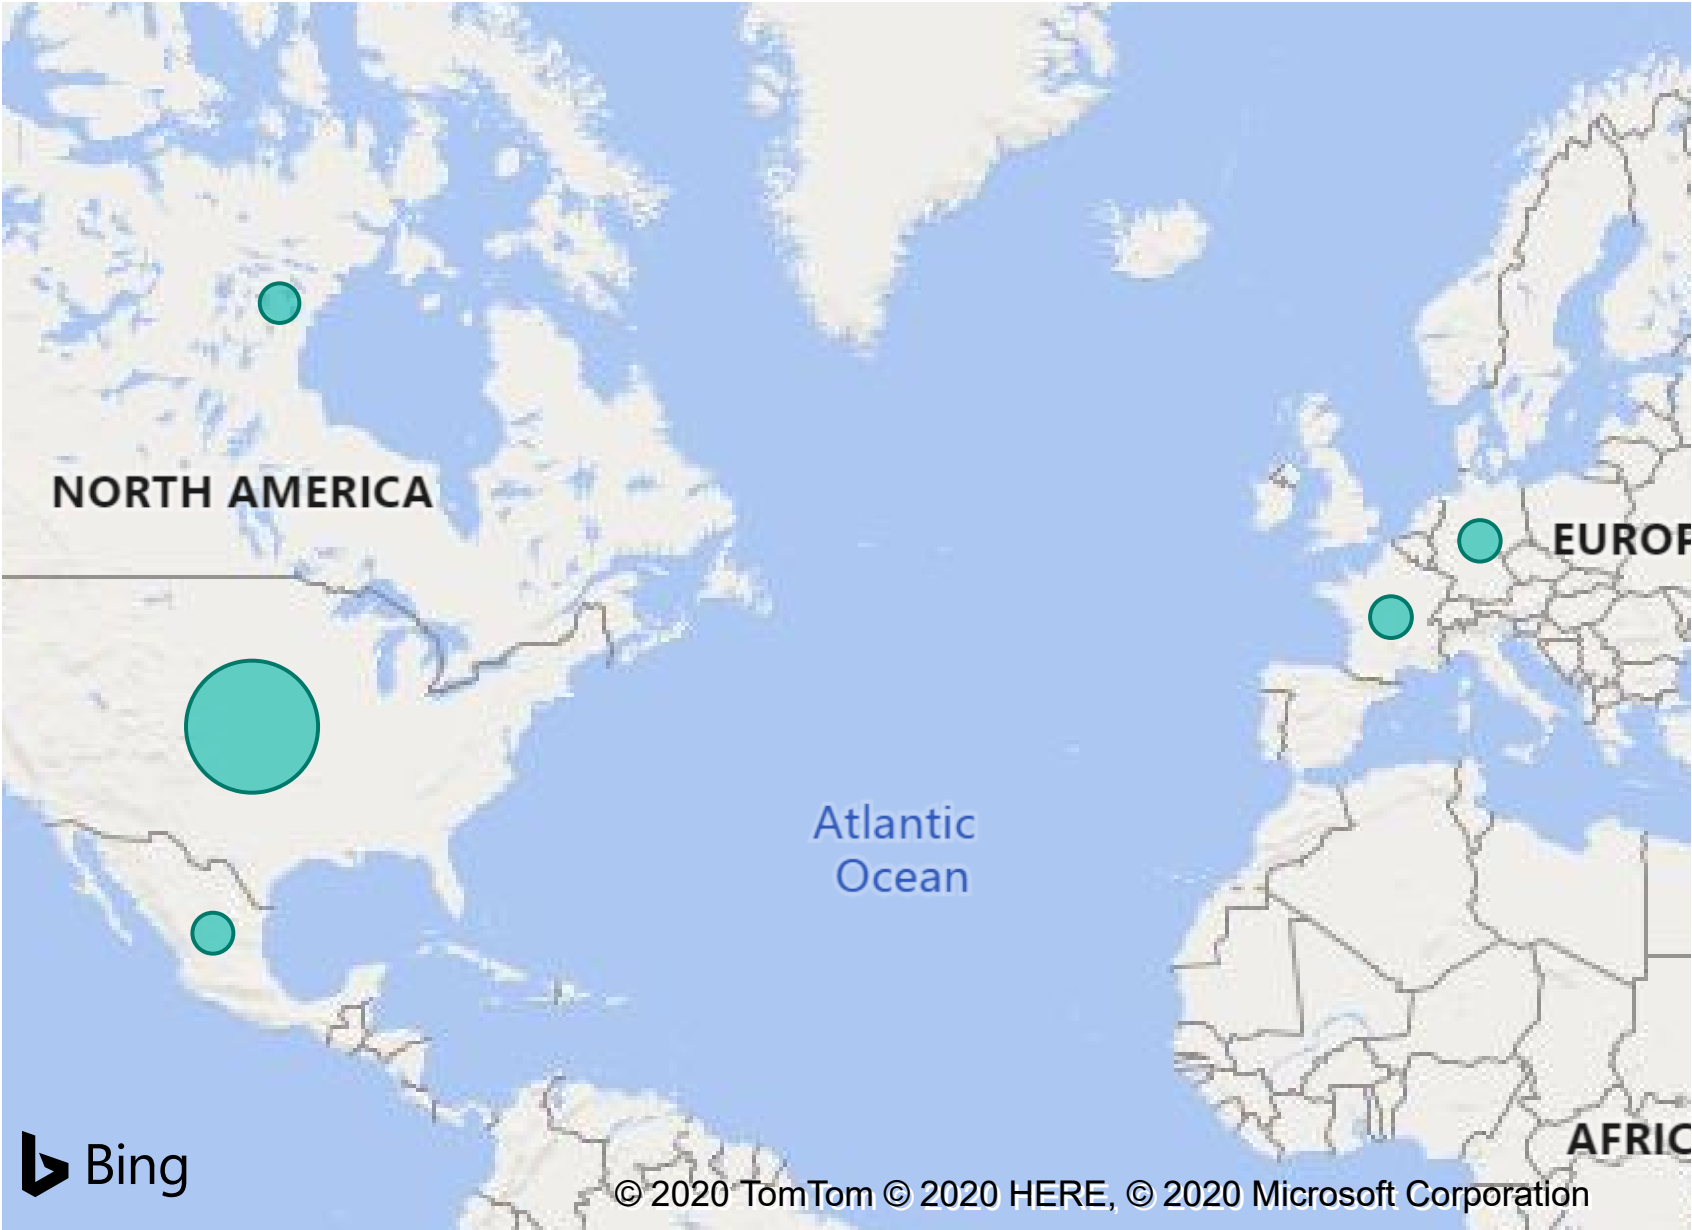 NORTH AMERICA
EUROP
Atlantic
Ocean
AFRIC
Bing
© 2020 TomTom © 2020 HERE, © 2020 Microsoft Corporation